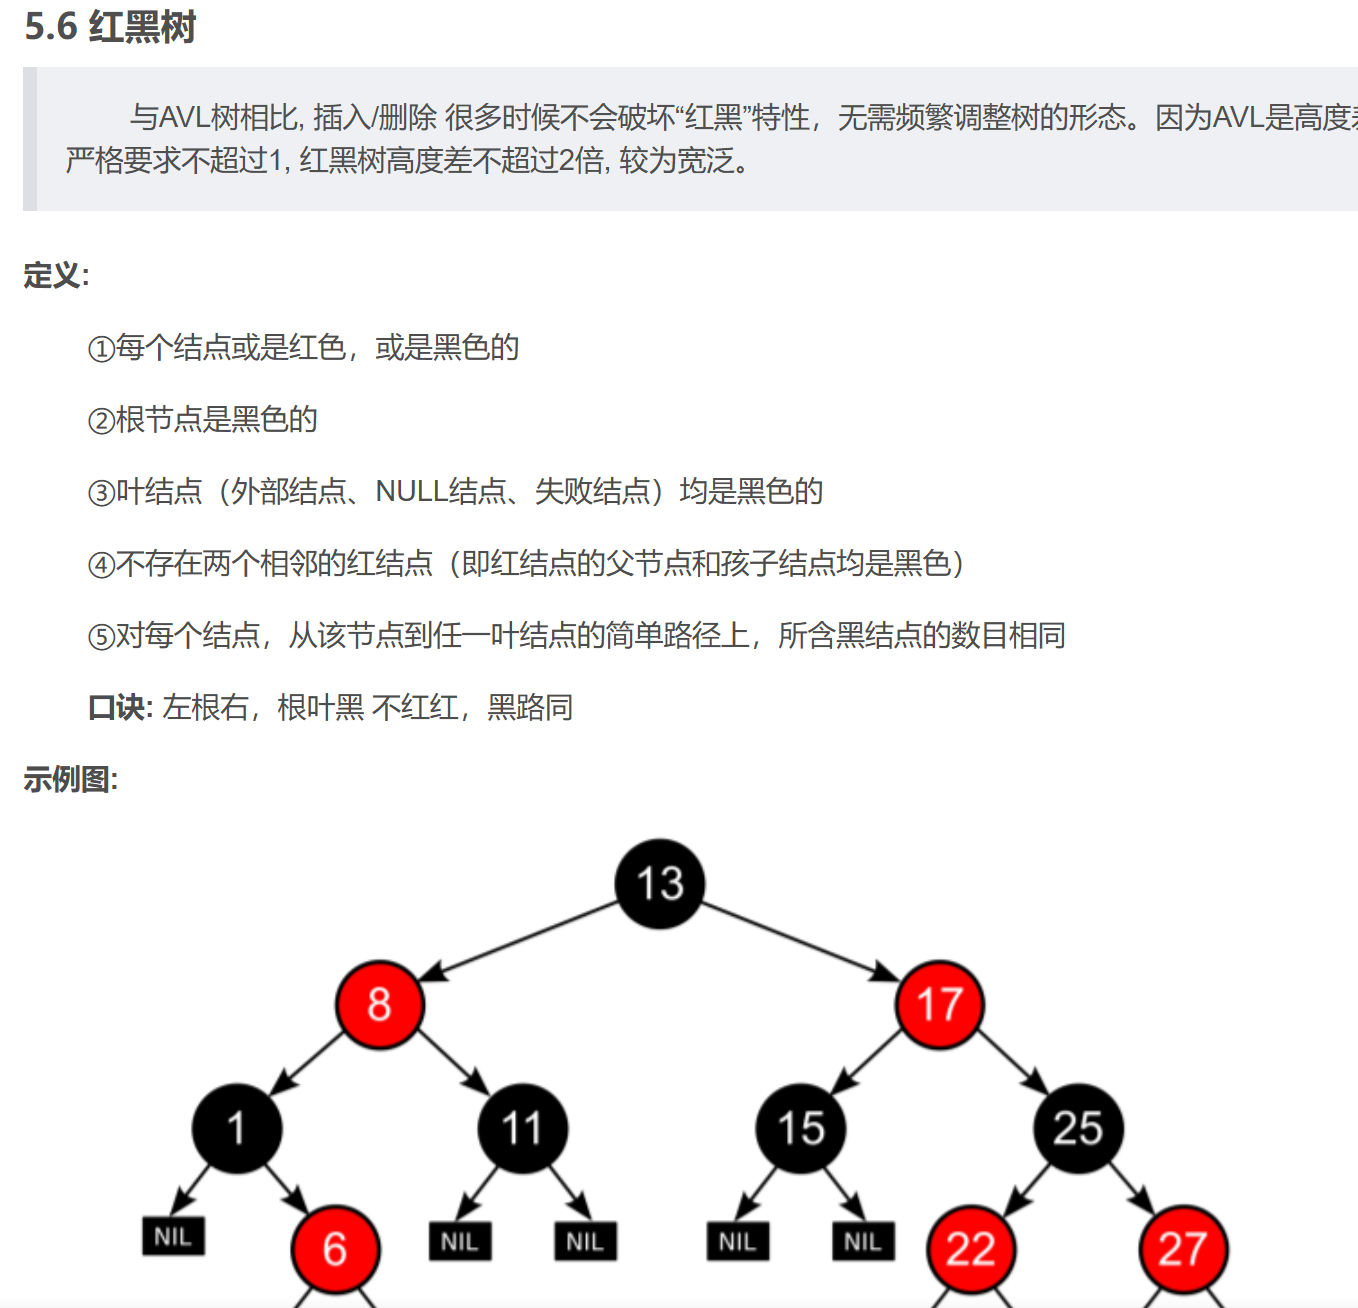 5.6 红黑树
与AVL树相比, 插入/删除 很多时候不会破坏“红黑”特性，无需频繁调整树的形态。因为AVL是高度
严格要求不超过1, 红黑树高度差不超过2倍, 较为宽泛。
定义:
①每个结点或是红色，或是黑色的
②根节点是黑色的
③叶结点（外部结点、NULL结点、失败结点）均是黑色的
④不存在两个相邻的红结点（即红结点的父节点和孩子结点均是黑色）
⑤对每个结点，从该节点到任一叶结点的简单路径上，所含黑结点的数目相同
口诀: 左根右，根叶黑 不红红，黑路同
示例图:
13
8 17
1 11 15 25
NIL 6 NIL NIL NIL NIL 22 27